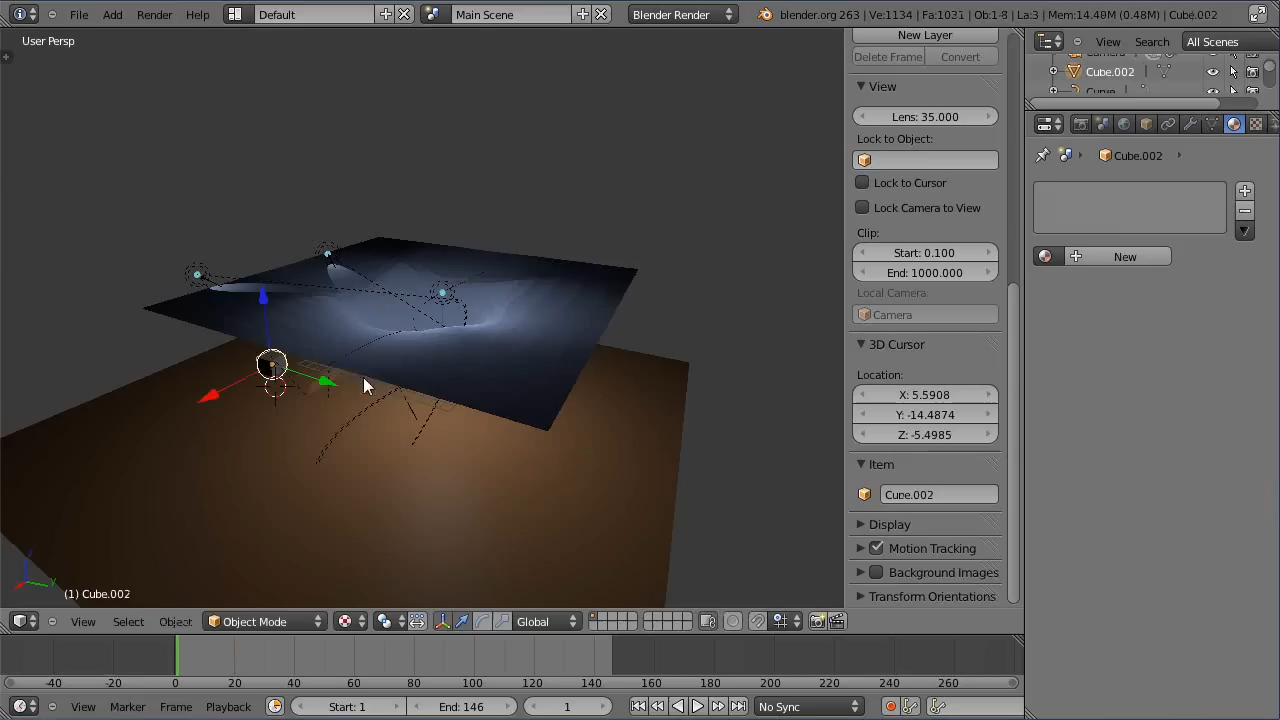 File Add Render Help Default Main Scene Blender Render blender.org 263 | Ve:1134 | Fa:1031 | Ob:1-8 | La:3 | Mem:14.40M (0.48M) | Cube.002
User Persp
New Layer
Delete Frame Convert
View
Lens: 35.000
Lock to Object:
Lock to Cursor
Lock Camera to View
Clip:
Start: 0.100
End: 1000.000
Local Camera:
Camera
3D Cursor
Location:
X: 5.5908
Y: -14.4874
Z: -5.4985
Item
Cube.002
Display
Motion Tracking
Background Images
Transform Orientations
View Search All Scenes
Cube.002
Cube.002
New
(1) Cube.002
View Select Object Object Mode Global
-40 -20 0 20 40 60 80 100 120 140 160 180 200 220 240 260
View Marker Frame Playback Start: 1 End: 146 1 No Sync